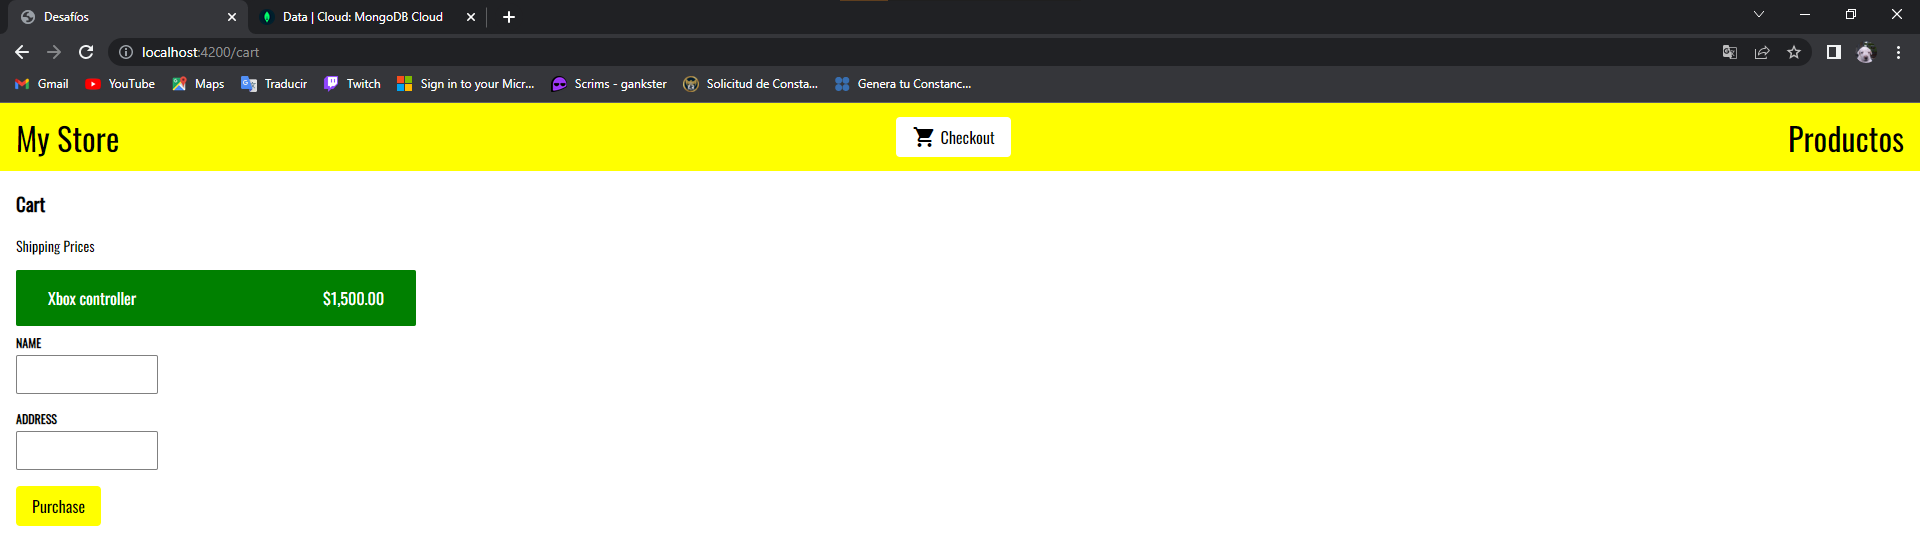 Desafíos
Data | Cloud: MongoDB Cloud
localhost:4200/cart
Gmail YouTube Maps Traducir Twitch Sign in to your Micr... Scrims - gankster Solicitud de Consta... Genera tu Constanc...
My Store Checkout Productos
Cart
Shipping Prices
Xbox controller $1,500.00
NAME
ADDRESS
Purchase